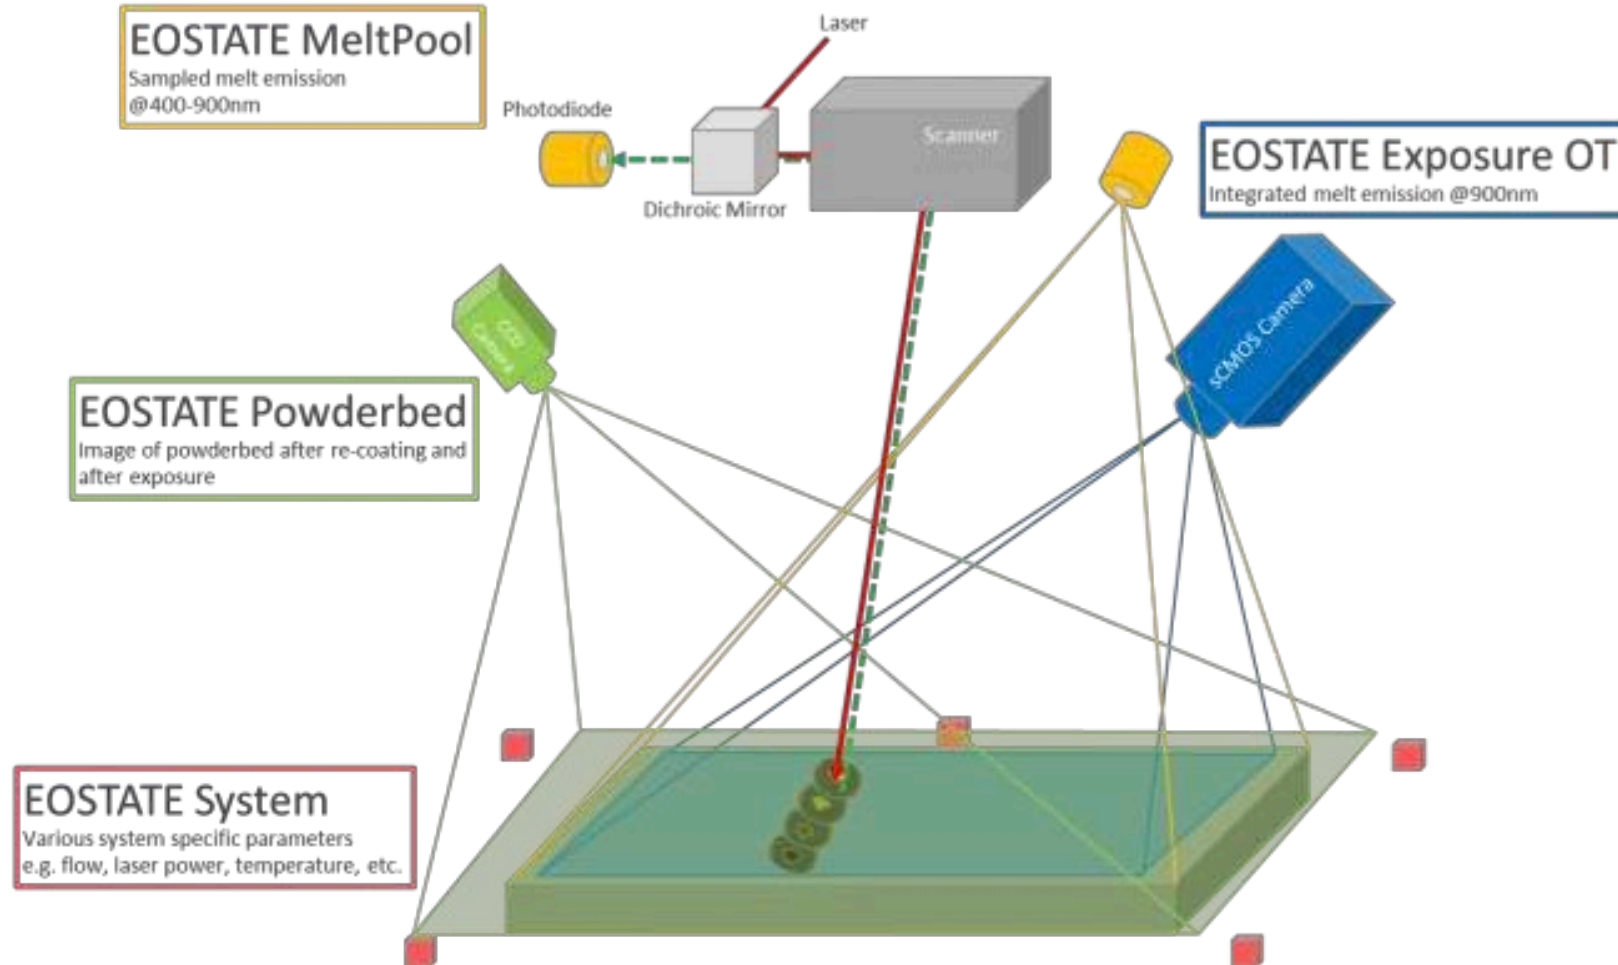 EOSTATE MeltPool
Sampled melt emission
@400-900nm
Laser
Photodiode
Scanner
Dichroic Mirror
EOSTATE Exposure OT
Integrated melt emission @900nm
CCD
Camera
sCMOS Camera
EOSTATE Powderbed
Image of powderbed after re-coating and
after exposure
EOSTATE System
Various system specific parameters
e.g. flow, laser power, temperature, etc.